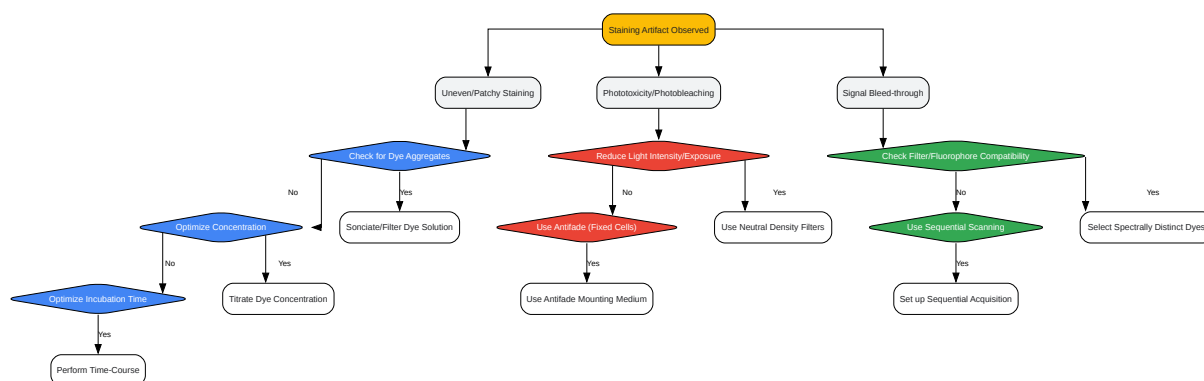 Staining Artifact Observed
Uneven/Patchy Staining
Phototoxicity/Photobleaching
Signal Bleed-through
Check for Dye Aggregates
Reduce Light Intensity/Exposure
Check Filter/Fluorophore Compatibility
No
Yes
No
Yes
No
Yes
Optimize Concentration
Sonciate/Filter Dye Solution
Use Antifade (Fixed Cells)
Use Neutral Density Filters
Use Sequential Scanning
Select Spectrally Distinct Dyes
No
Yes
Yes
Yes
Optimize Incubation Time
Titrate Dye Concentration
Use Antifade Mounting Medium
Set up Sequential Acquisition
Yes
Perform Time-Course